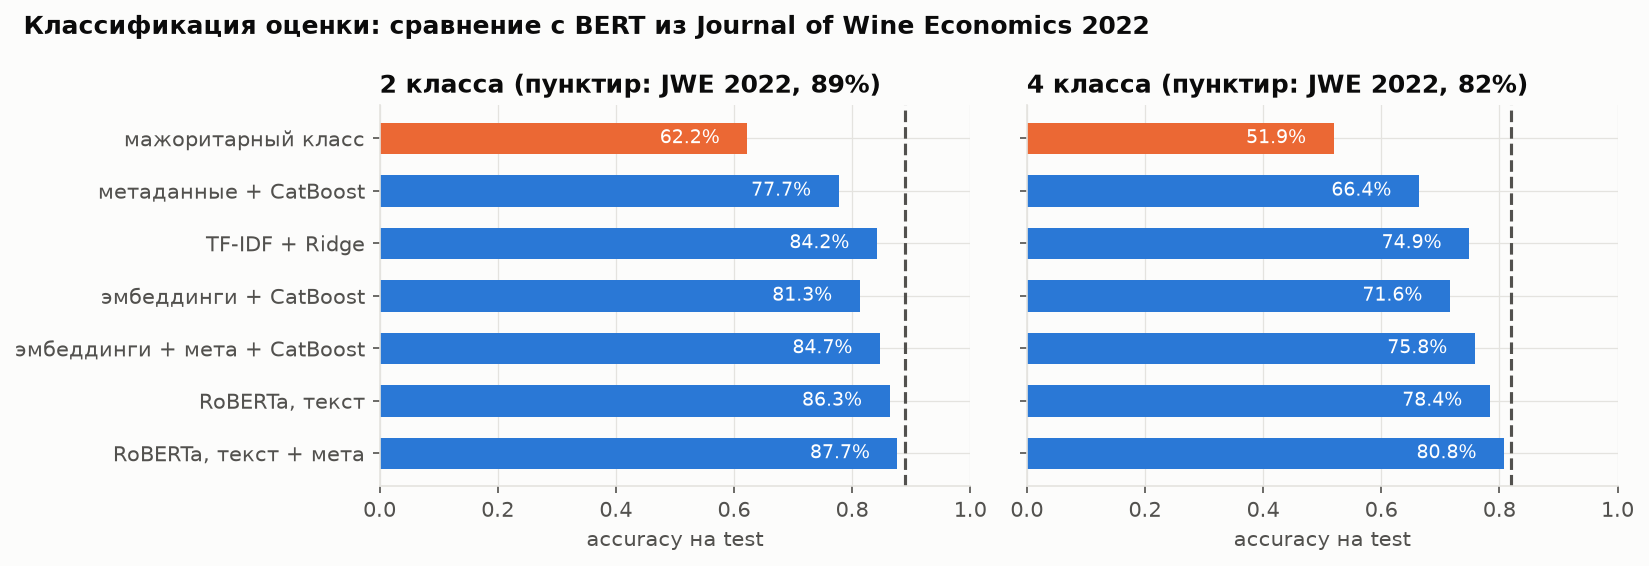 Классификация оценки: сравнение с BERT из Journal of Wine Economics 2022
2 класса (пунктир: JWE 2022, 89%)
мажоритарный класс 62.2%
метаданные + CatBoost 77.7%
TF-IDF + Ridge 84.2%
эмбеддинги + CatBoost 81.3%
эмбеддинги + мета + CatBoost 84.7%
RoBERTa, текст 86.3%
RoBERTa, текст + мета 87.7%
0.0 0.2 0.4 0.6 0.8 1.0
accuracy на test
4 класса (пунктир: JWE 2022, 82%)
51.9%
66.4%
74.9%
71.6%
75.8%
78.4%
80.8%
0.0 0.2 0.4 0.6 0.8 1.0
accuracy на test